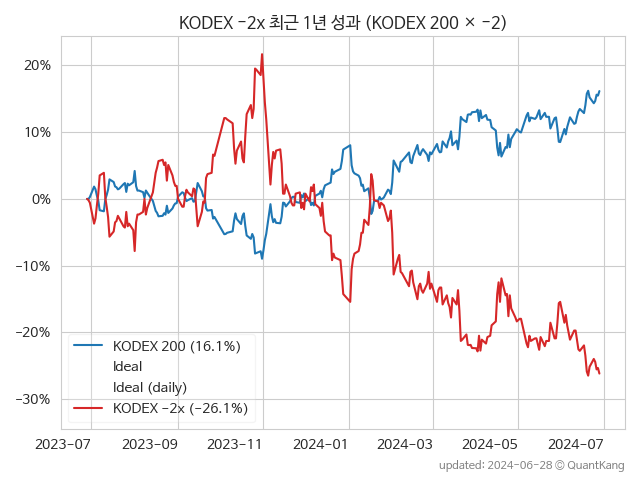 KODEX -2x 최근 1년 성과 (KODEX 200 × -2)
20%
10%
0%
-10%
-20%
-30%
KODEX 200 (16.1%)
Ideal
Ideal (daily)
KODEX -2x (-26.1%)
2023-07 2023-09 2023-11 2024-01 2024-03 2024-05 2024-07
updated: 2024-06-28 © QuantKang